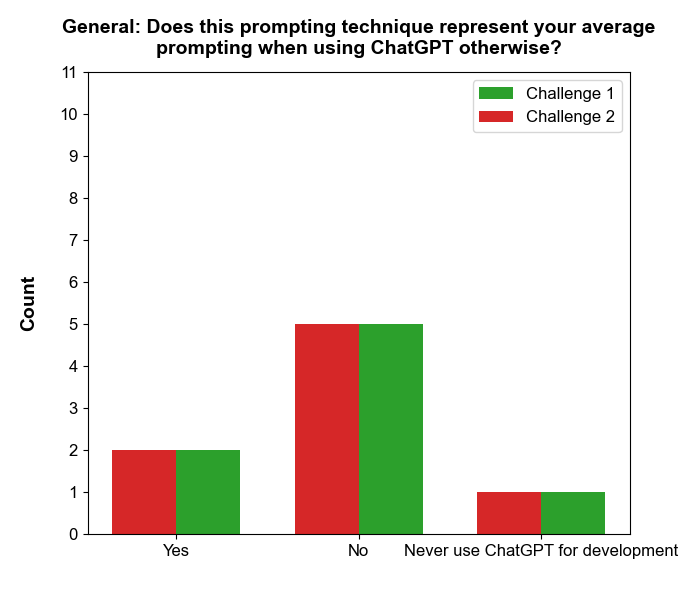 General: Does this prompting technique represent your average
prompting when using ChatGPT otherwise?
11
10
9
8
7
6
5
4
3
2
1
0
Count
Challenge 1
Challenge 2
Yes
No
Never use ChatGPT for development